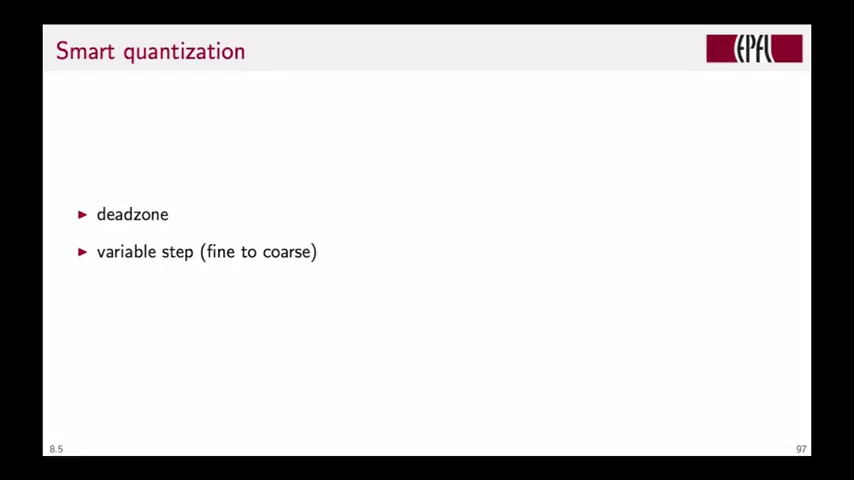 Smart quantization
EPFL
▶ deadzone
▶ variable step (fine to coarse)
8.5
97